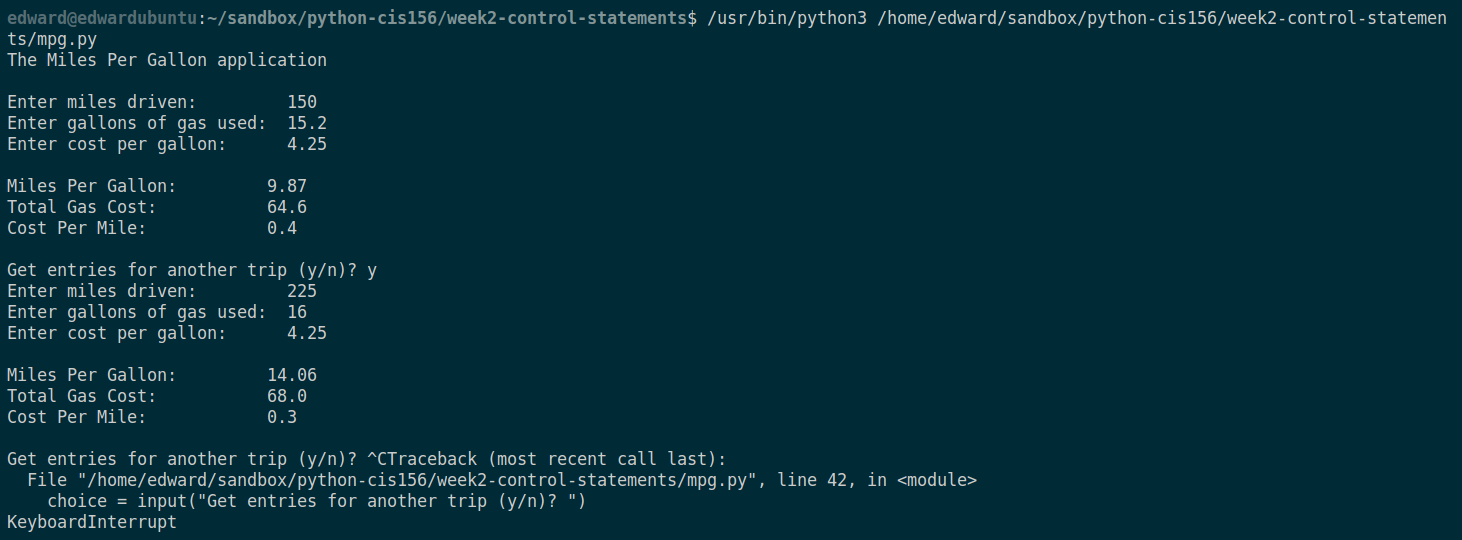 edward@edwardubuntu:~/sandbox/python-cis156/week2-control-statements$ /usr/bin/python3 /home/edward/sandbox/python-cis156/week2-control-statemen
ts/mpg.py
The Miles Per Gallon application

Enter miles driven:         150
Enter gallons of gas used:  15.2
Enter cost per gallon:      4.25

Miles Per Gallon:         9.87
Total Gas Cost:           64.6
Cost Per Mile:            0.4

Get entries for another trip (y/n)? y
Enter miles driven:         225
Enter gallons of gas used:  16
Enter cost per gallon:      4.25

Miles Per Gallon:         14.06
Total Gas Cost:           68.0
Cost Per Mile:            0.3

Get entries for another trip (y/n)? ^CTraceback (most recent call last):
  File "/home/edward/sandbox/python-cis156/week2-control-statements/mpg.py", line 42, in <module>
    choice = input("Get entries for another trip (y/n)? ")
KeyboardInterrupt